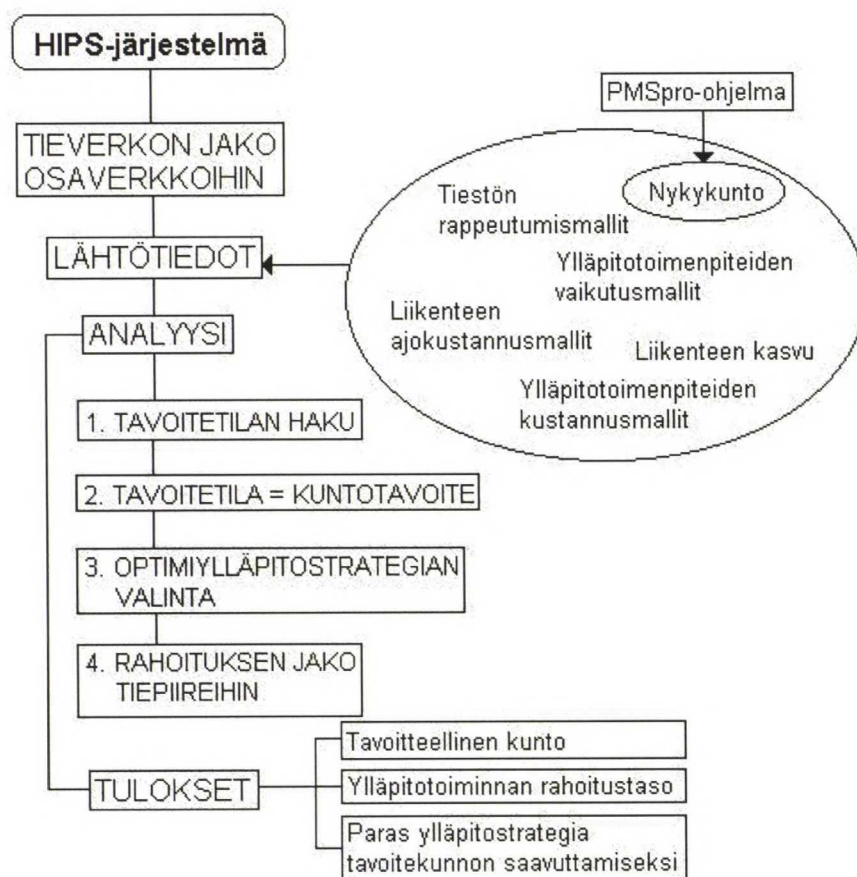 HIPS-järjestelmä
PMSpro-ohjelma
TIEVERKON JAKO
OSAVERKKOIHIN
Nykykunto
Tiestön
rappeutumismallit
LÄHTÖTIEDOT
Ylläpitotoimenpiteiden
vaikutusmallit
Liikenteen
ajokustannusmallit
Liikenteen kasvu
Ylläpitotoimenpiteiden
kustannusmallit
ANALYYSI
1. TAVOITETILAN HAKU
2. TAVOITETILA = KUNTOTAVOITE
3. OPTIMIYLLÄPITOSTRATEGIAN
VALINTA
4. RAHOITUKSEN JAKO
TIEPIIREIHIN
TULOKSET
Tavoitteellinen kunto
Ylläpitotoiminnan rahoitustaso
Paras ylläpitostrategia
tavoitekunnon saavuttamiseksi